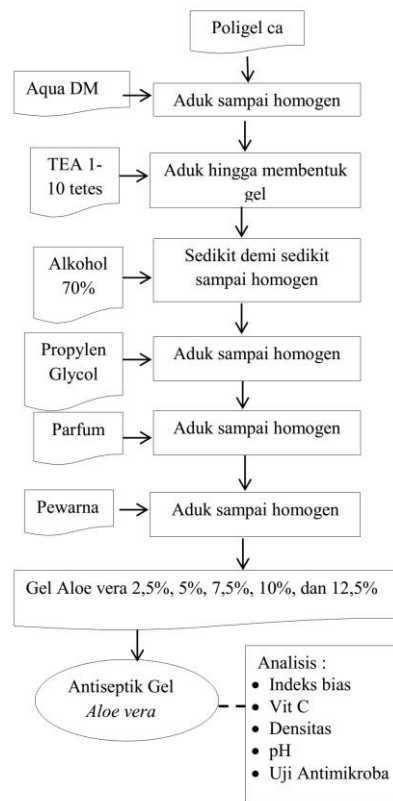 Poligel ca
Aqua DM
Aduk sampai homogen
TEA 1-
10 tetes
Aduk hingga membentuk
gel
Alkohol
70%
Sedikit demi sedikit
sampai homogen
Propylen
Glycol
Aduk sampai homogen
Parfum
Aduk sampai homogen
Pewarna
Aduk sampai homogen
Gel Aloe vera 2,5%, 5%, 7,5%, 10%, dan 12,5%
Antiseptik Gel
Aloe vera
Analisis :
• Indeks bias
• Vit C
• Densitas
• pH
• Uji Antimikroba